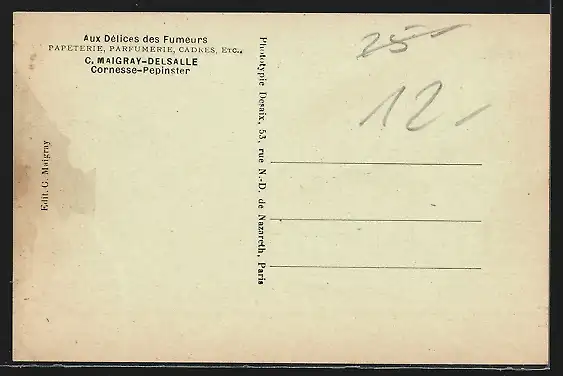 Aux Délices des Fumeurs
PAPETERIE, PARFUMERIE, CADRES, ETC.,
C. MAIGRAY-DELSALLE
Cornesse-Pepinster
Edit. C. Maigray
Phototypie Desaix, 53, rue N.-D. de Nazareth, Paris
25-
12-